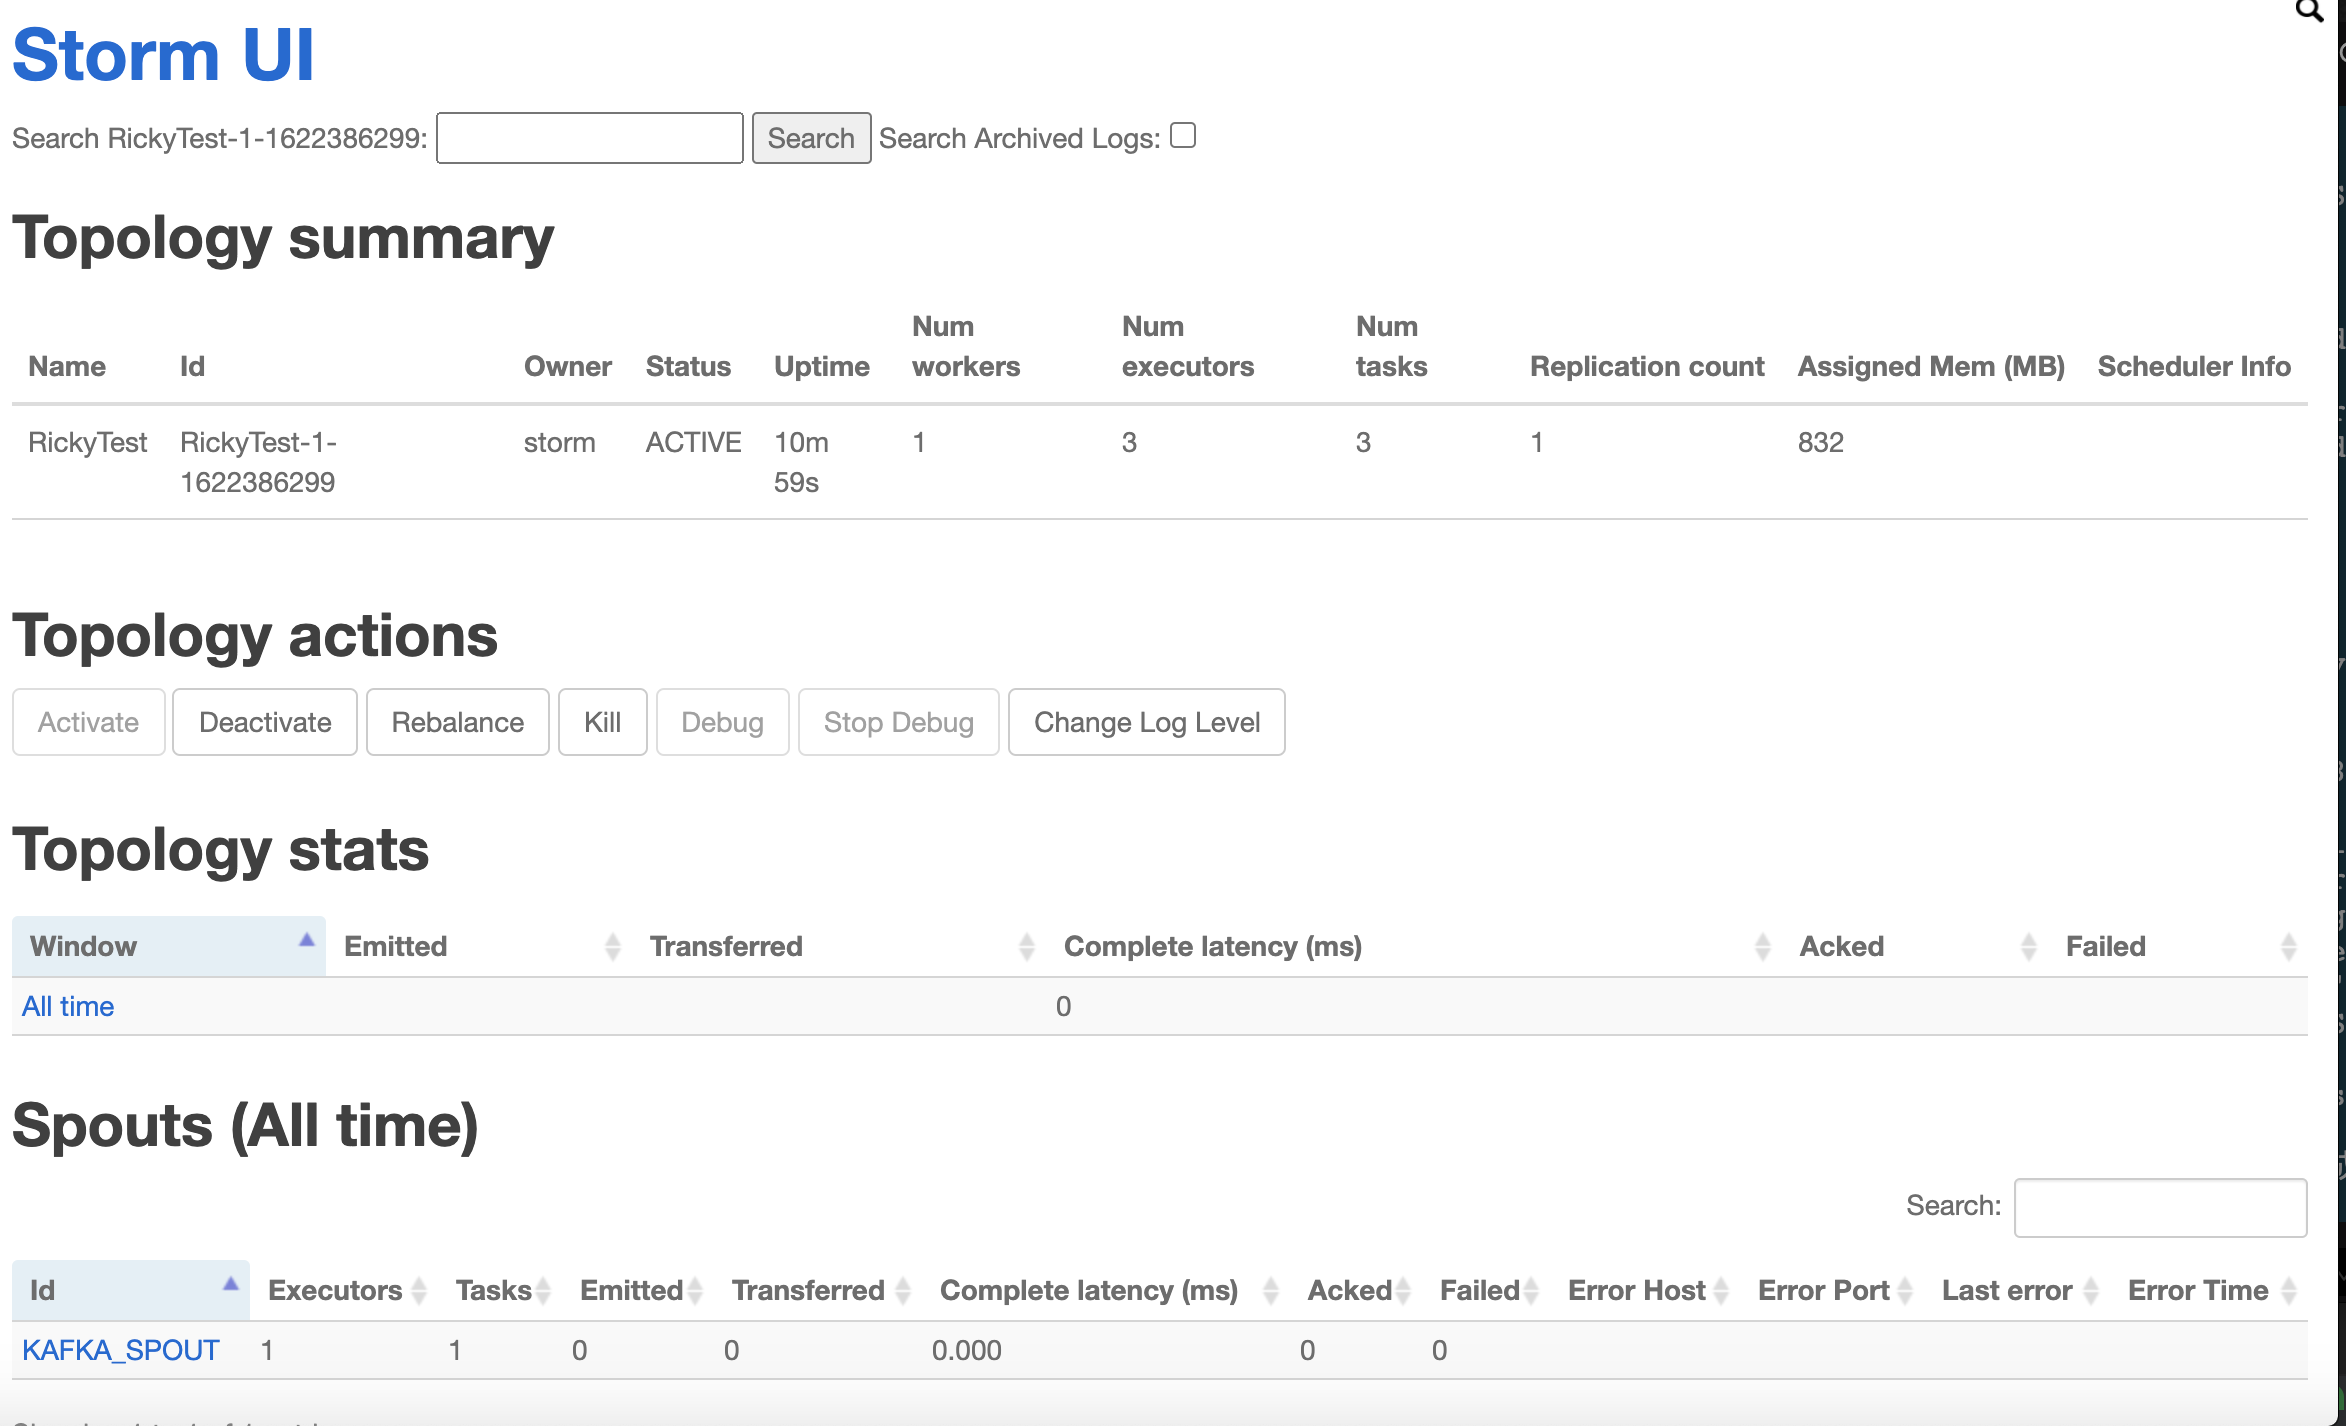 Storm UI
Search RickyTest-1-1622386299: Search Search Archived Logs:
Topology summary
Name Id Owner Status Uptime Num workers Num executors Num tasks Replication count Assigned Mem (MB) Scheduler Info
RickyTest RickyTest-1-1622386299 storm ACTIVE 10m 59s 1 3 3 1 832
Topology actions
Activate Deactivate Rebalance Kill Debug Stop Debug Change Log Level
Topology stats
Window Emitted Transferred Complete latency (ms) Acked Failed
All time 0
Spouts (All time)
Search:
Id Executors Tasks Emitted Transferred Complete latency (ms) Acked Failed Error Host Error Port Last error Error Time
KAFKA_SPOUT 1 1 0 0 0.000 0 0